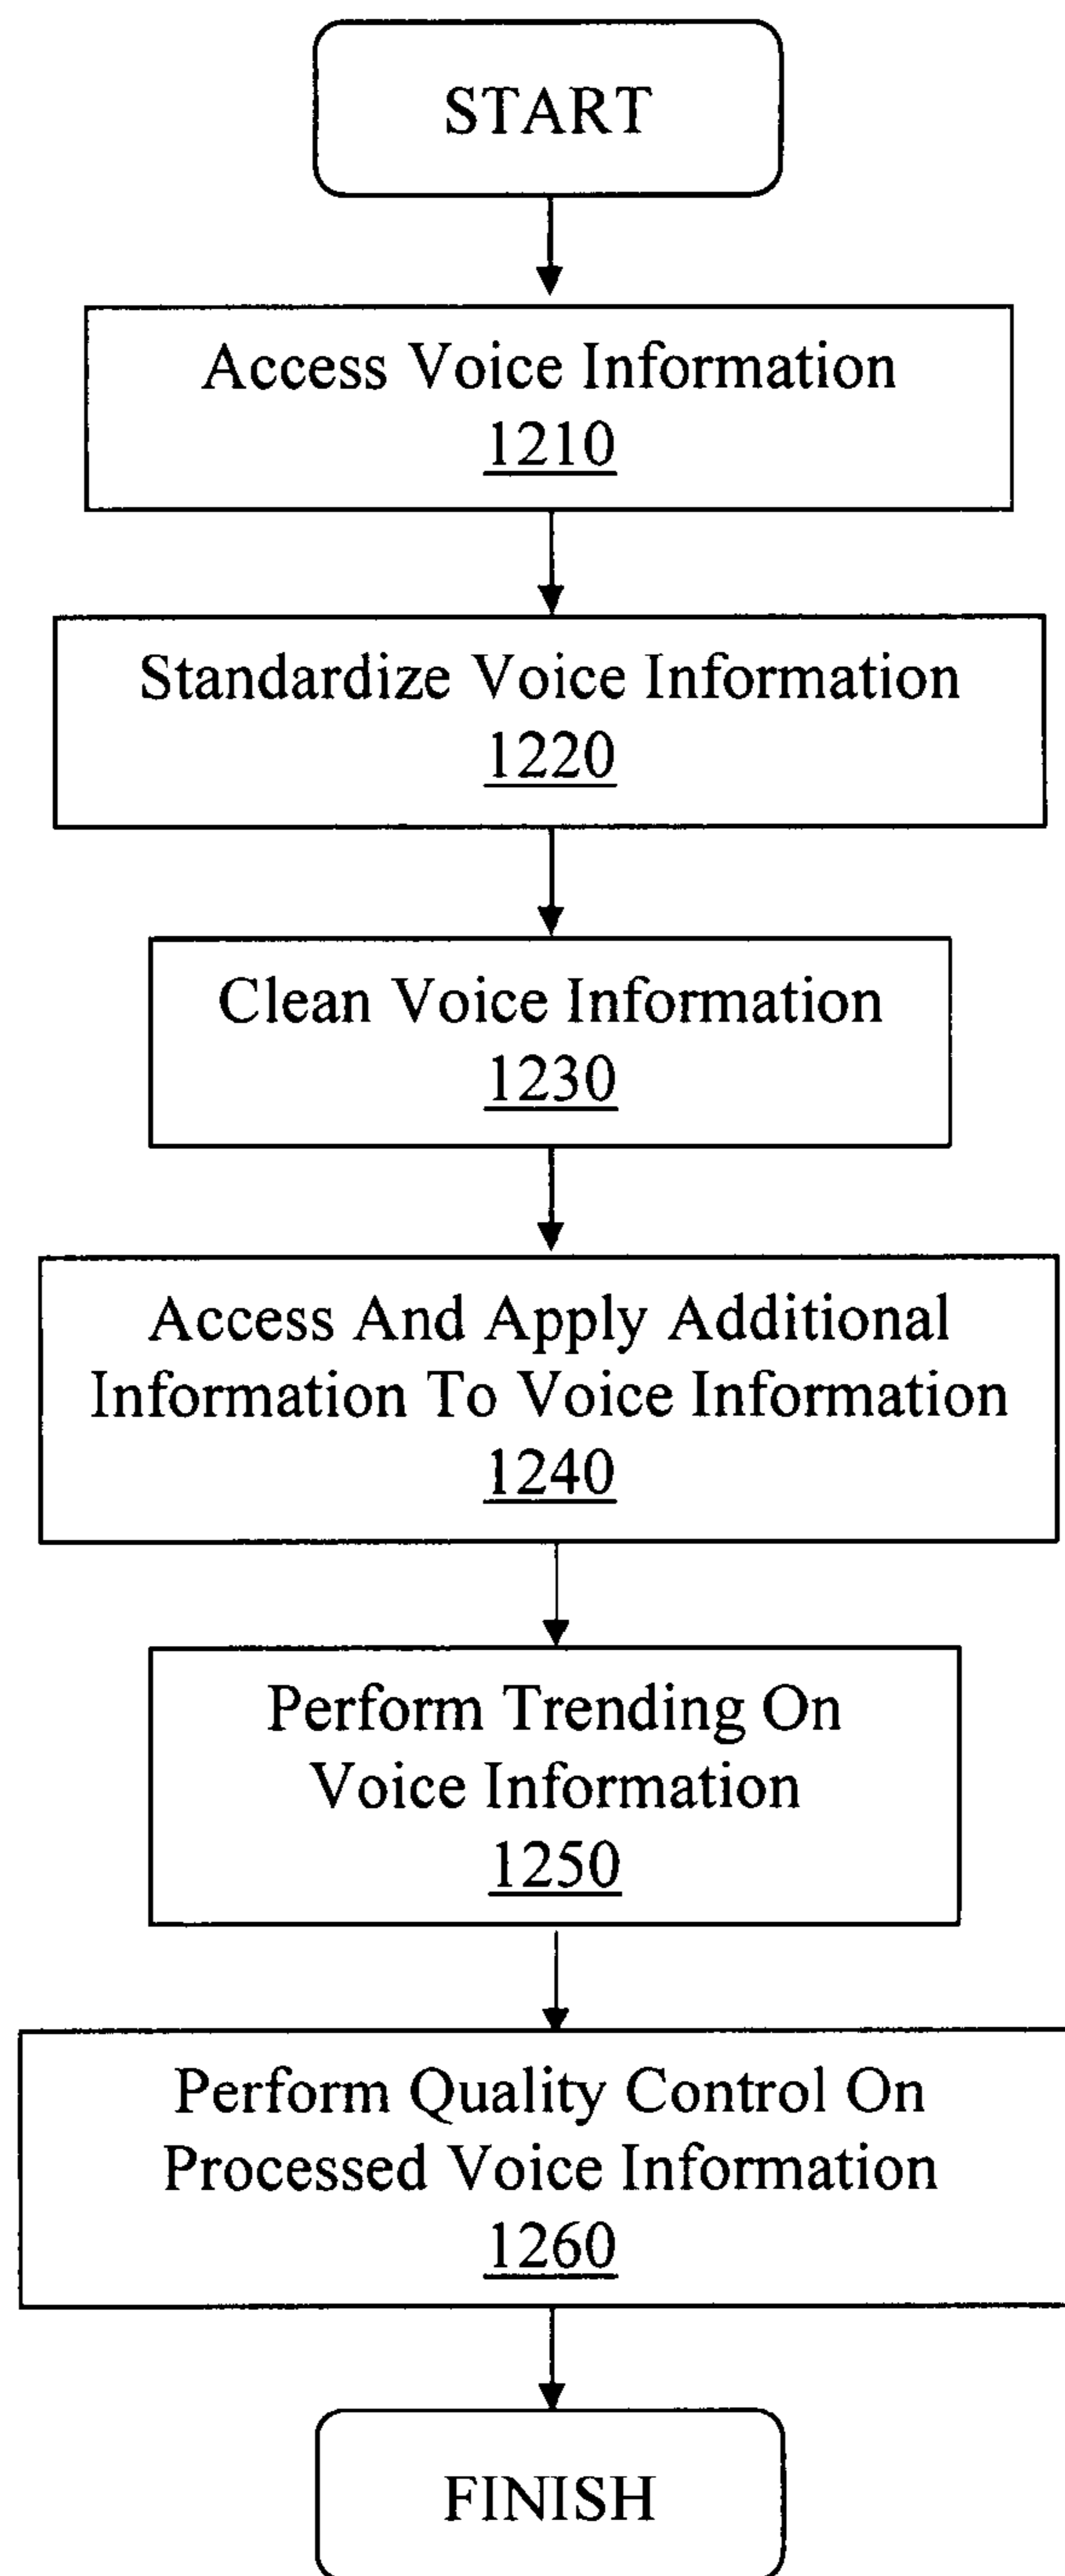 START
Access Voice Information
1210
Standardize Voice Information
1220
Clean Voice Information
1230
Access And Apply Additional
Information To Voice Information
1240
Perform Trending On
Voice Information
1250
Perform Quality Control On
Processed Voice Information
1260
FINISH